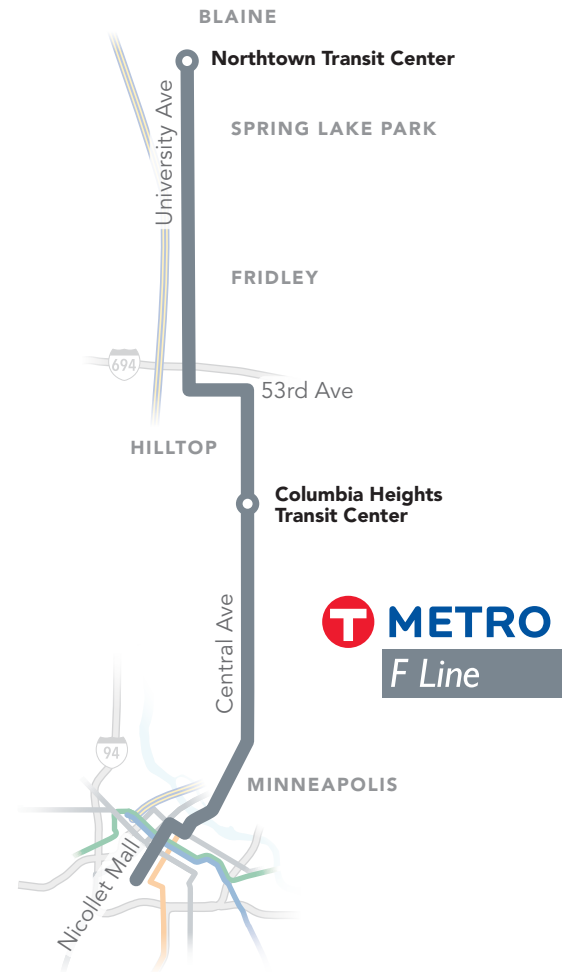 BLAINE
Northtown Transit Center
University Ave
SPRING LAKE PARK
FRIDLEY
694
53rd Ave
HILLTOP
Columbia Heights
Transit Center
Central Ave
T METRO
F Line
94
MINNEAPOLIS
Nicollet Mall